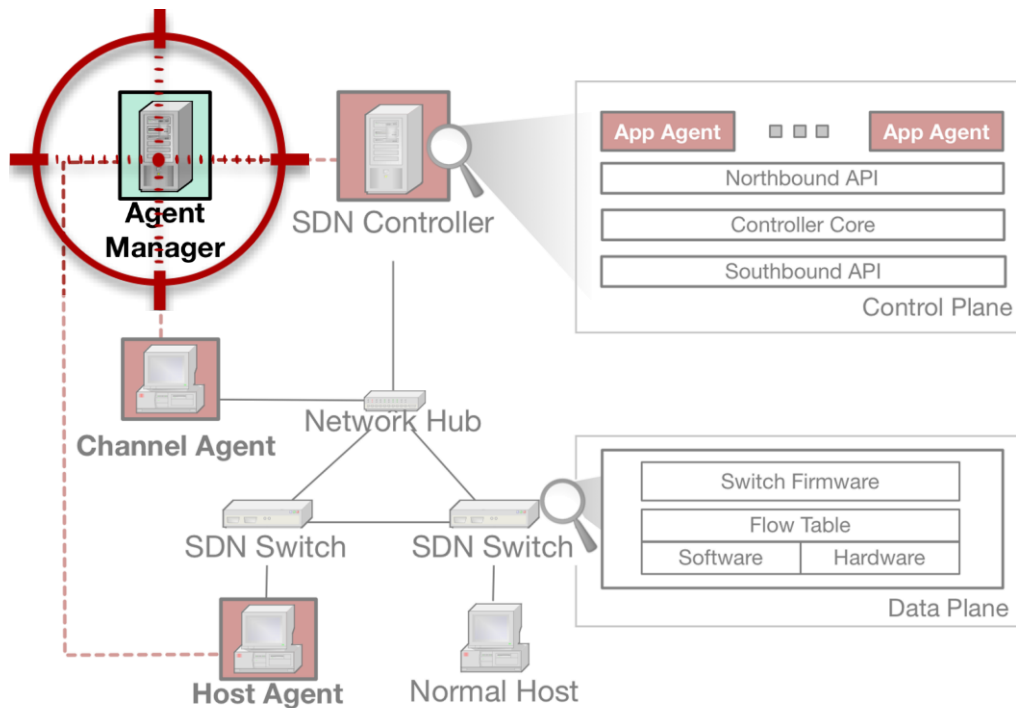 Agent
Manager
SDN Controller
App Agent
App Agent
Northbound API
Controller Core
Southbound API
Control Plane
Channel Agent
Network Hub
SDN Switch
SDN Switch
Switch Firmware
Flow Table
Software
Hardware
Data Plane
Host Agent
Normal Host